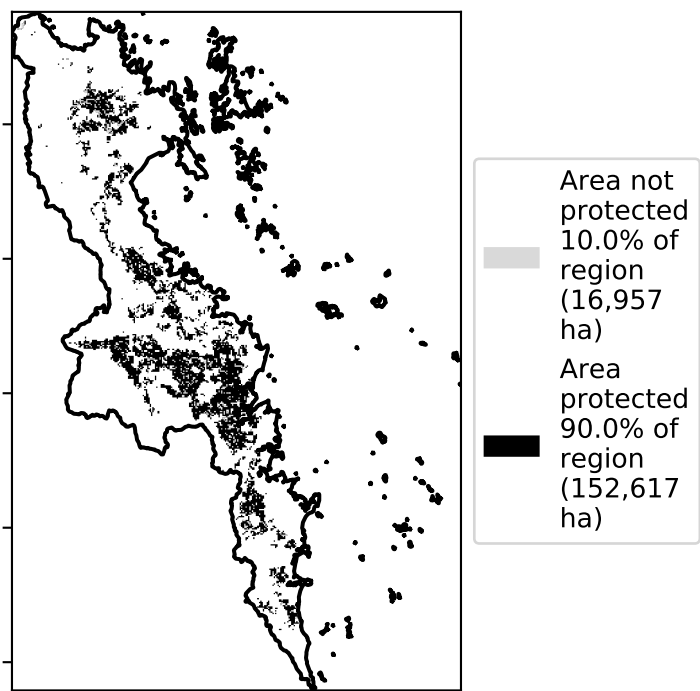 Area not
protected
10.0% of
region
(16,957
ha)
Area
protected
90.0% of
region
(152,617
ha)